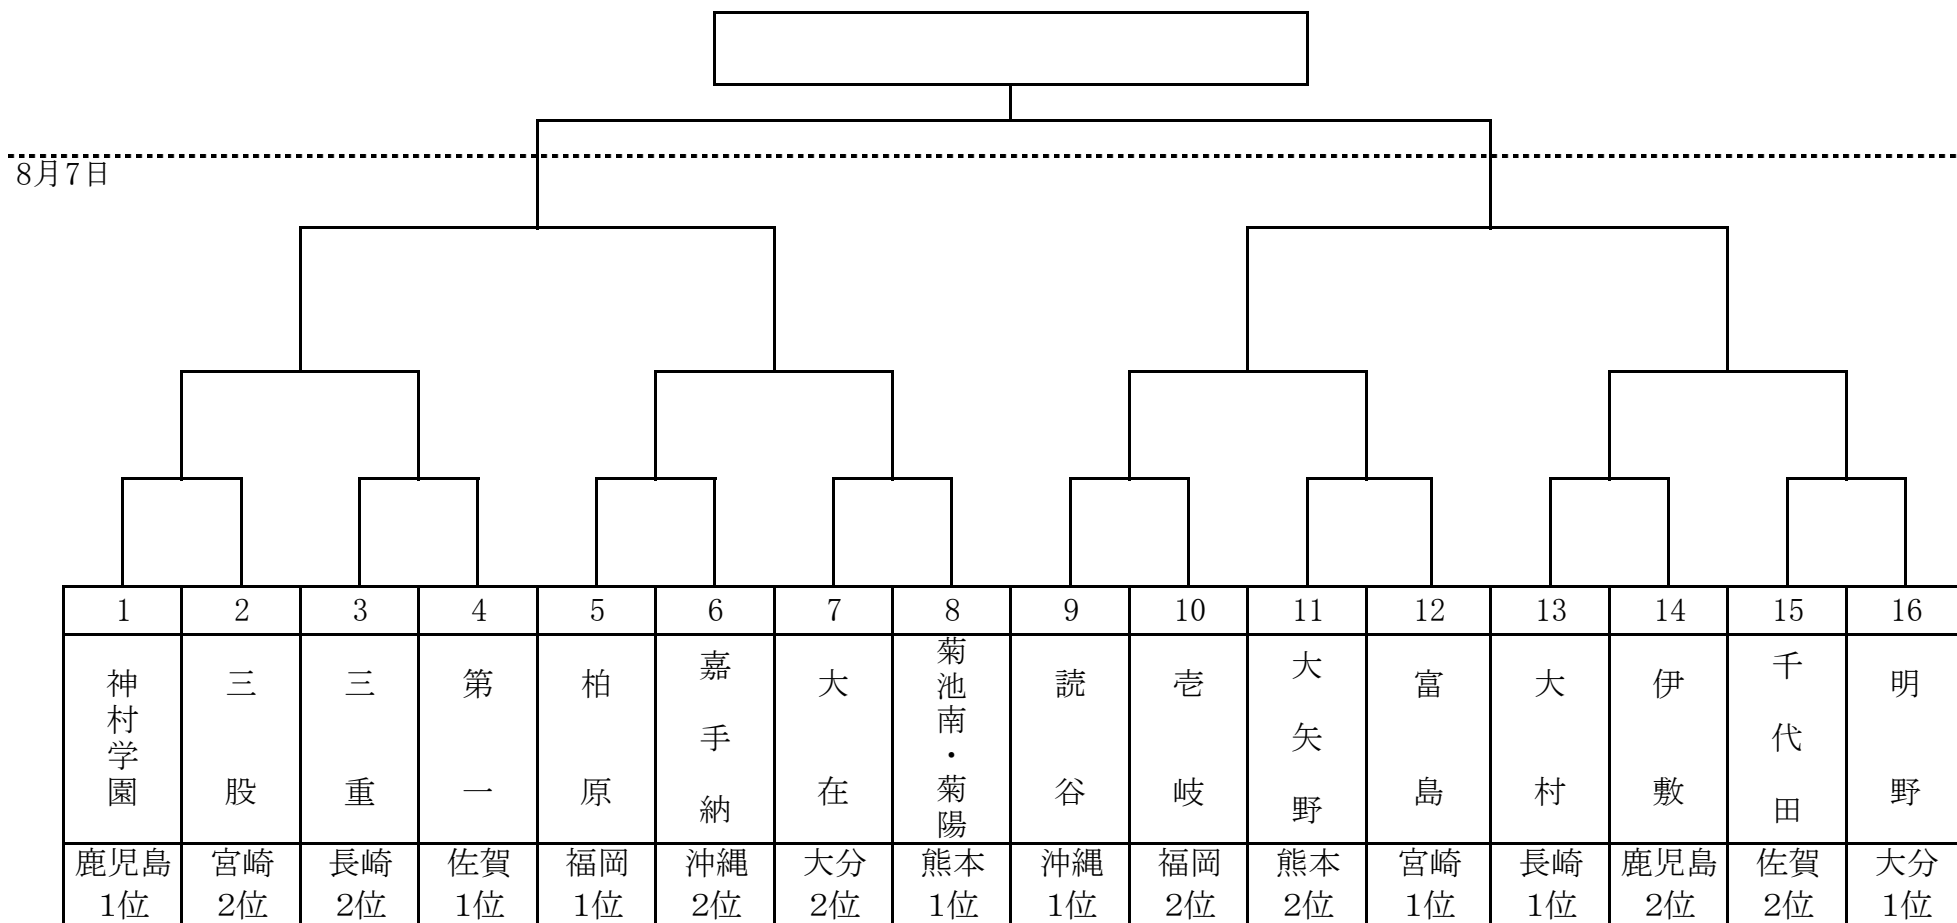 8月7日
1 2 3 4 5 6 7 8 9 10 11 12 13 14 15 16
神村学園
三股
三重
第一
柏原
嘉手納
大在
菊池南・菊陽
読谷
壱岐
大矢野
富島
大村
伊敷
千代田
明野
鹿児島 宮崎 長崎 佐賀 福岡 沖縄 大分 熊本 沖縄 福岡 熊本 宮崎 長崎 鹿児島 佐賀 大分
1位 2位 2位 1位 1位 2位 2位 1位 1位 2位 2位 1位 1位 2位 2位 1位